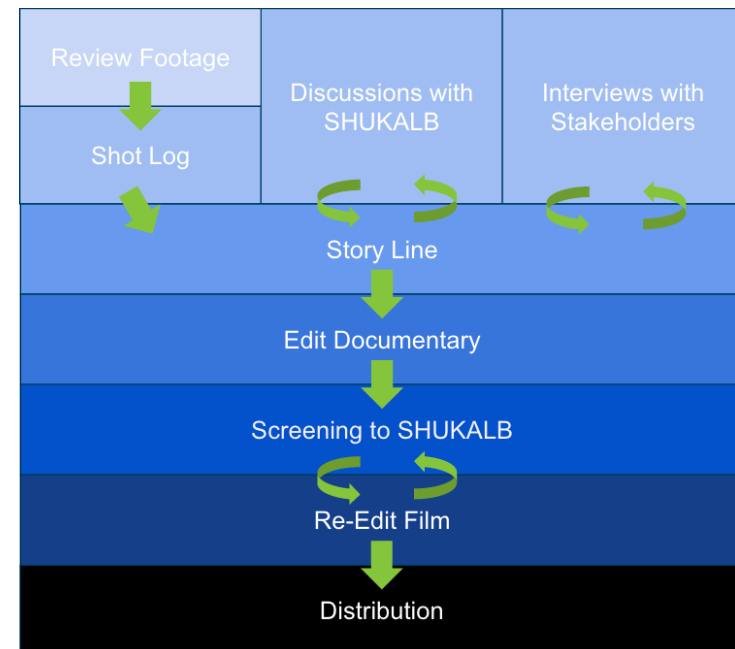 Review Footage
Shot Log
Discussions with
SHUKALB
Interviews with
Stakeholders
Story Line
Edit Documentary
Screening to SHUKALB
Re-Edit Film
Distribution